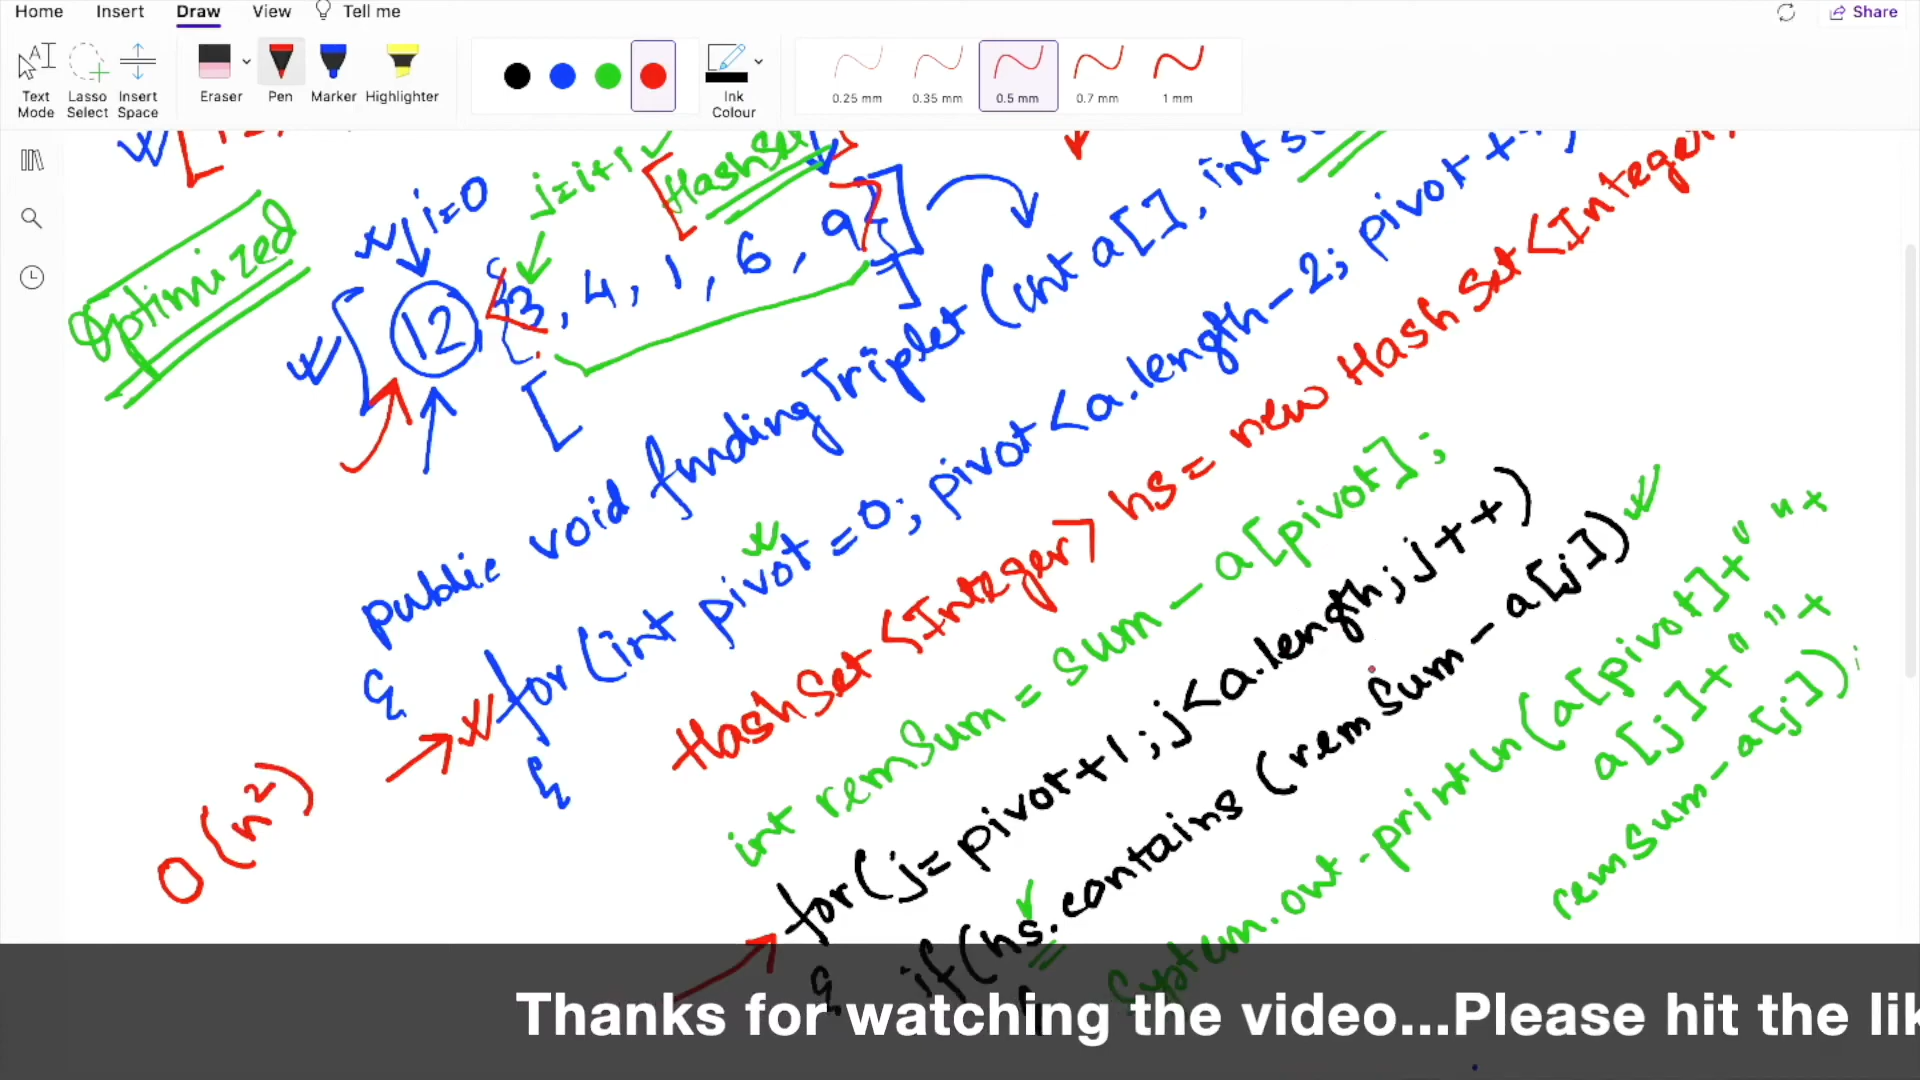 Home Insert Draw View Tell me Share
Text Mode
Lasso Select
Insert Space
Eraser
Pen
Marker
Highlighter
Ink Colour
0.25 mm
0.35 mm
0.5 mm
0.7 mm
1 mm
Optimized
i=0
j=i+1
HashSet
12, 3, 4, 1, 6, 9
public void findingTriplet (int a[], int s
{
for (int pivot =0; pivot <a.length-2; pivot++)
{
HashSet <Integer> hs = new HashSet <Integer>
int remSum = sum - a[pivot];
for (j=pivot+1; j<a.length; j++)
{
if (hs.contains (remSum - a[j])
{
System.out.println(a[pivot]+" "+
a[j]+" "+
remSum-a[j]);
O(n²)
Thanks for watching the video...Please hit the lik